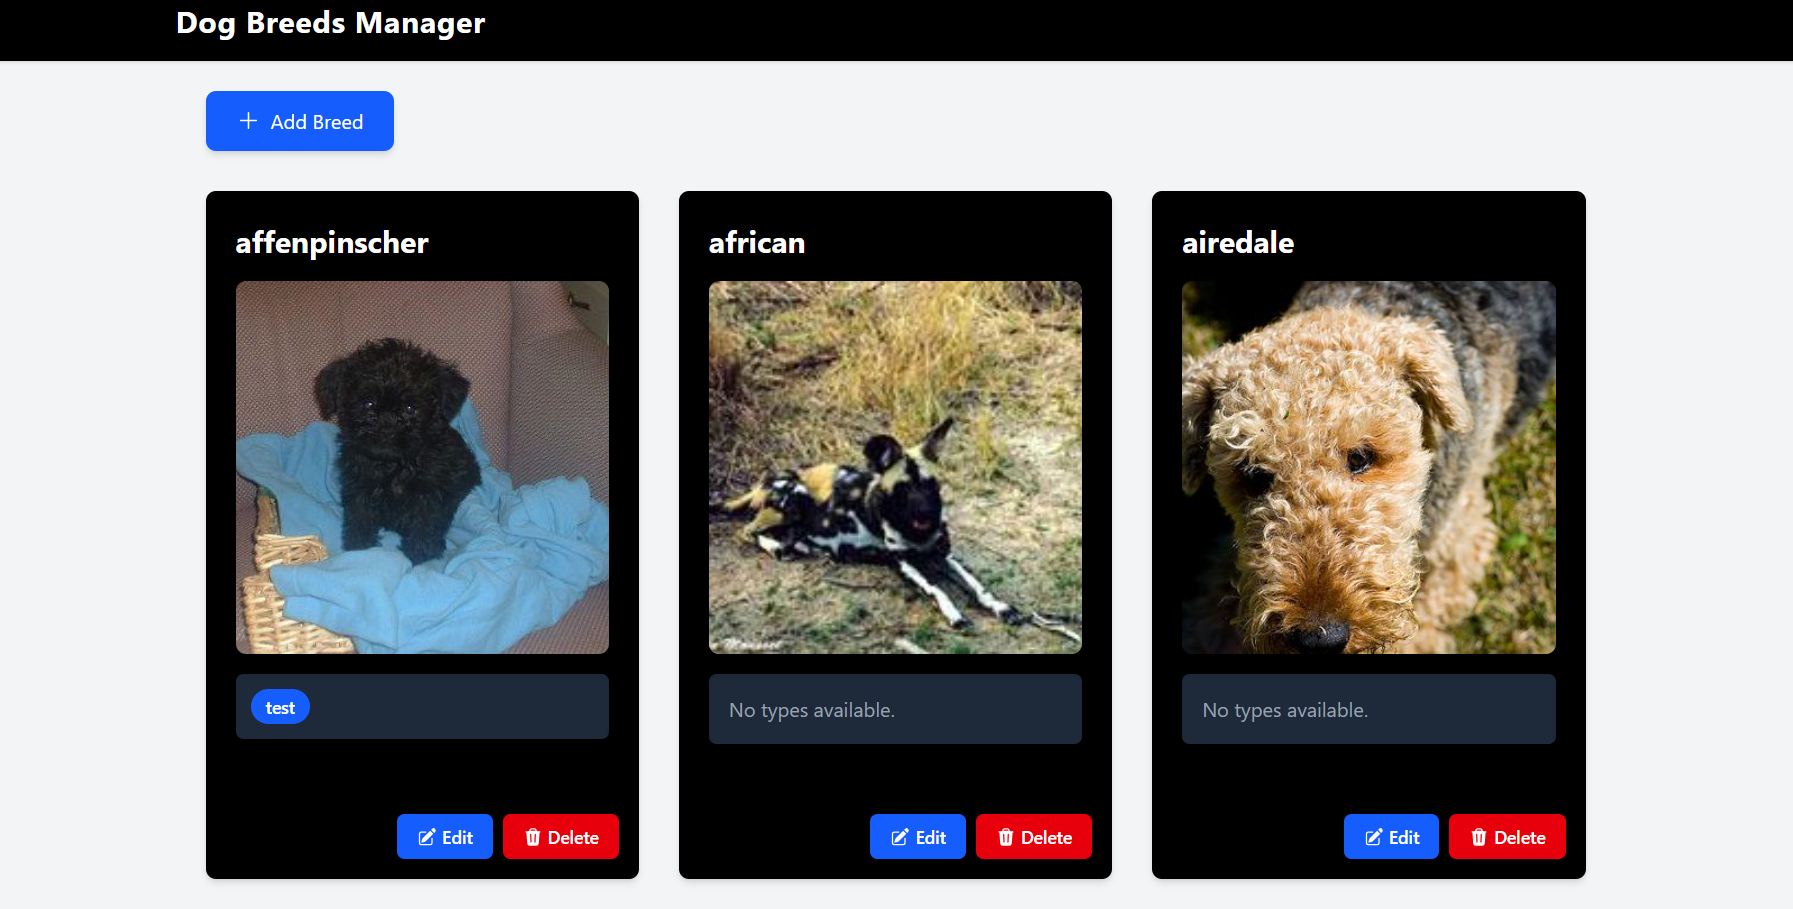 Dog Breeds Manager
Add Breed
affenpinscher
african
airedale
test
No types available.
No types available.
Edit
Delete
Edit
Delete
Edit
Delete